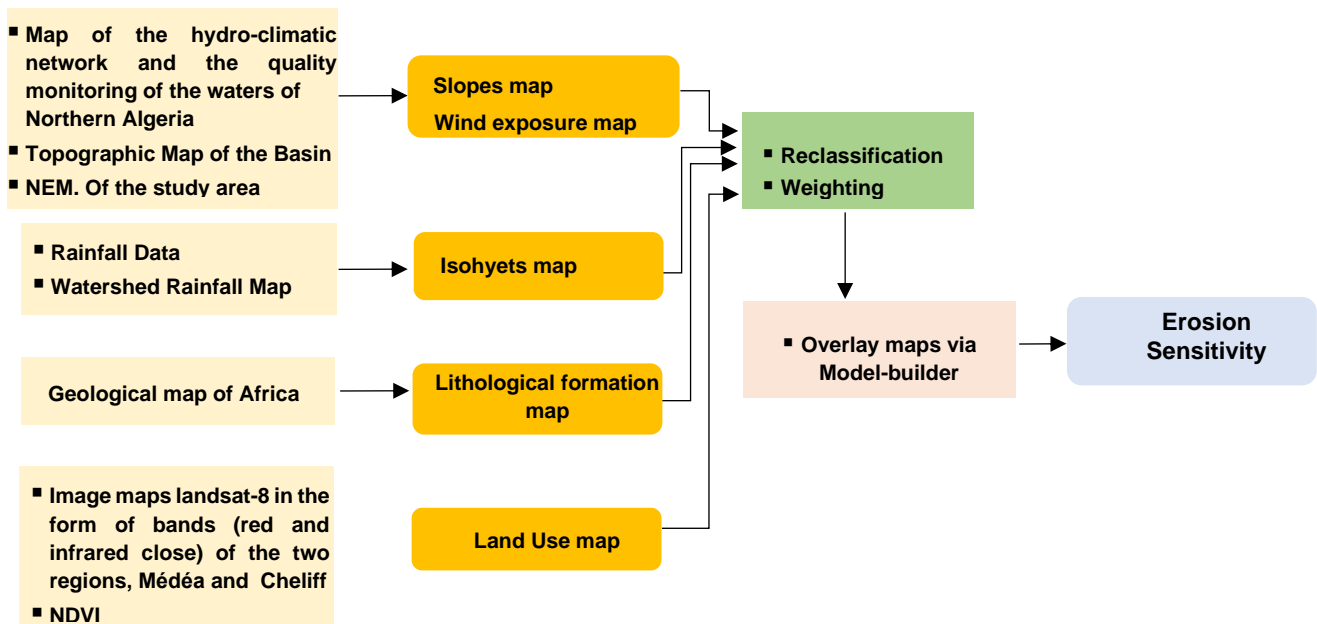 ▪ Map of the hydro-climatic
network and the quality
monitoring of the waters of
Northern Algeria
▪ Topographic Map of the Basin
▪ NEM. Of the study area
Slopes map
Wind exposure map
▪ Reclassification
▪ Weighting
▪ Rainfall Data
▪ Watershed Rainfall Map
Isohyets map
▪ Overlay maps via
Model-builder
Erosion
Sensitivity
Geological map of Africa
Lithological formation
map
▪ Image maps landsat-8 in the
form of bands (red and
infrared close) of the two
regions, Médéa and Cheliff
▪ NDVI
Land Use map